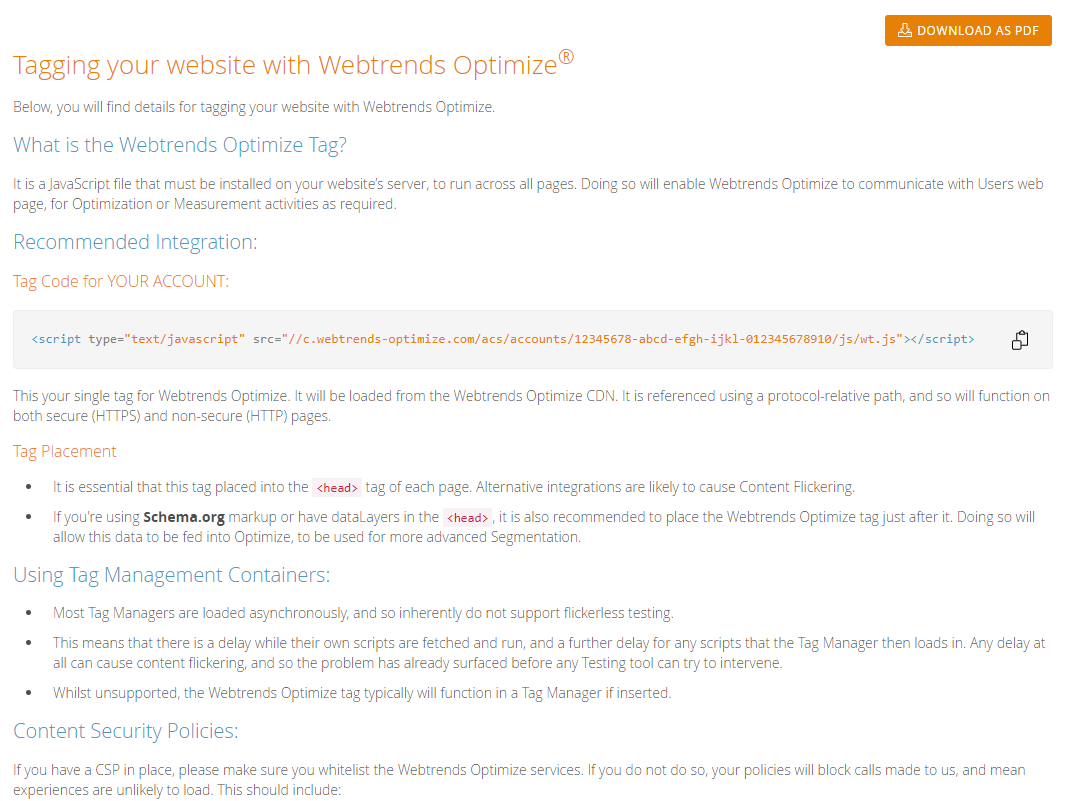 DOWNLOAD AS PDF
Tagging your website with Webtrends Optimize®
Below, you will find details for tagging your website with Webtrends Optimize.
What is the Webtrends Optimize Tag?
It is a JavaScript file that must be installed on your website's server, to run across all pages. Doing so will enable Webtrends Optimize to communicate with Users web
page, for Optimization or Measurement activities as required.
Recommended Integration:
Tag Code for YOUR ACCOUNT:
<script type="text/javascript" src="//c.webtrends-optimize.com/acs/accounts/12345678-abcd-efgh-ijkl-012345678910/js/wt.js"></script>
This your single tag for Webtrends Optimize. It will be loaded from the Webtrends Optimize CDN. It is referenced using a protocol-relative path, and so will function on
both secure (HTTPS) and non-secure (HTTP) pages.
Tag Placement
• It is essential that this tag placed into the <head> tag of each page. Alternative integrations are likely to cause Content Flickering.
• If you're using Schema.org markup or have dataLayers in the <head>, it is also recommended to place the Webtrends Optimize tag just after it. Doing so will
allow this data to be fed into Optimize, to be used for more advanced Segmentation.
Using Tag Management Containers:
• Most Tag Managers are loaded asynchronously, and so inherently do not support flickerless testing.
• This means that there is a delay while their own scripts are fetched and run, and a further delay for any scripts that the Tag Manager then loads in. Any delay at
all can cause content flickering, and so the problem has already surfaced before any Testing tool can try to intervene.
• Whilst unsupported, the Webtrends Optimize tag typically will function in a Tag Manager if inserted.
Content Security Policies:
If you have a CSP in place, please make sure you whitelist the Webtrends Optimize services. If you do not do so, your policies will block calls made to us, and mean
experiences are unlikely to load. This should include: